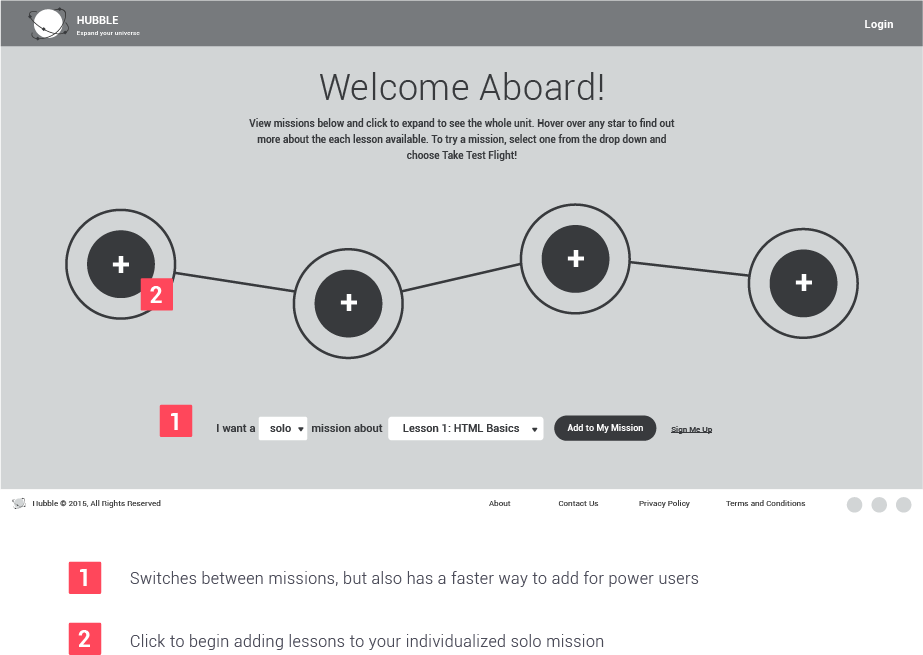 HUBBLE
Expand your universe
Login
Welcome Aboard!
View missions below and click to expand to see the whole unit. Hover over any star to find out
more about the each lesson available. To try a mission, select one from the drop down and
choose Take Test Flight!
+
+
+
+
2
1
I want a solo mission about Lesson 1: HTML Basics Add to My Mission Sign Me Up
Hubble © 2015, All Rights Reserved About Contact Us Privacy Policy Terms and Conditions
1 Switches between missions, but also has a faster way to add for power users
2 Click to begin adding lessons to your individualized solo mission